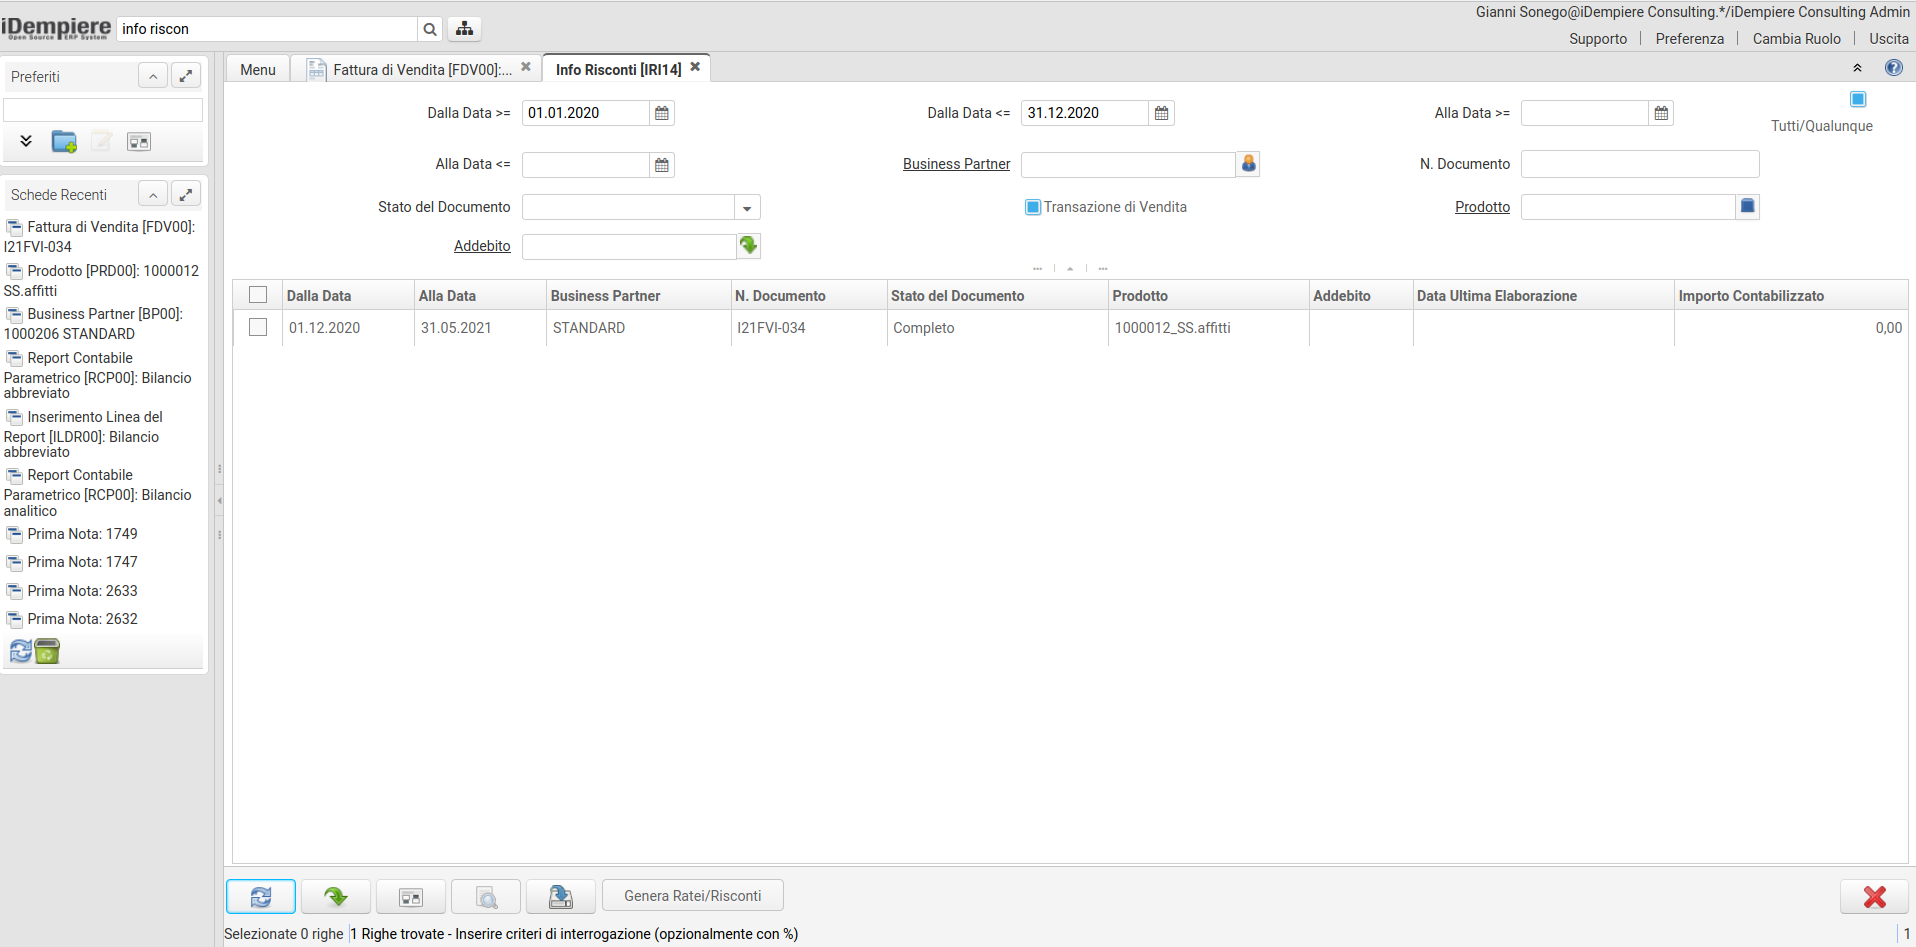 iDempiere
Open Source ERP System
info riscon
Gianni Sonego@iDempiere Consulting.*/iDempiere Consulting Admin
Supporto
Preferenza
Cambia Ruolo
Uscita
Preferiti
Schede Recenti
Fattura di Vendita [FDV00]:
I21FVI-034
Prodotto [PRD00]: 1000012
SS.affitti
Business Partner [BP00]:
1000206 STANDARD
Report Contabile
Parametrico [RCP00]: Bilancio
abbreviato
Inserimento Linea del
Report [ILDR00]: Bilancio
abbreviato
Report Contabile
Parametrico [RCP00]: Bilancio
analitico
Prima Nota: 1749
Prima Nota: 1747
Prima Nota: 2633
Prima Nota: 2632
Menu
Fattura di Vendita [FDV00]:...
Info Risconti [IRI14]
Dalla Data >= 01.01.2020
Dalla Data <= 31.12.2020
Alla Data >=
Tutti/Qualunque
Alla Data <=
Business Partner
N. Documento
Stato del Documento
Transazione di Vendita
Prodotto
Addebito
Dalla Data Alla Data Business Partner N. Documento Stato del Documento Prodotto Addebito Data Ultima Elaborazione Importo Contabilizzato
01.12.2020 31.05.2021 STANDARD I21FVI-034 Completo 1000012_SS.affitti 0,00
Genera Ratei/Risconti
Selezionate 0 righe 1 Righe trovate - Inserire criteri di interrogazione (opzionalmente con %) 1